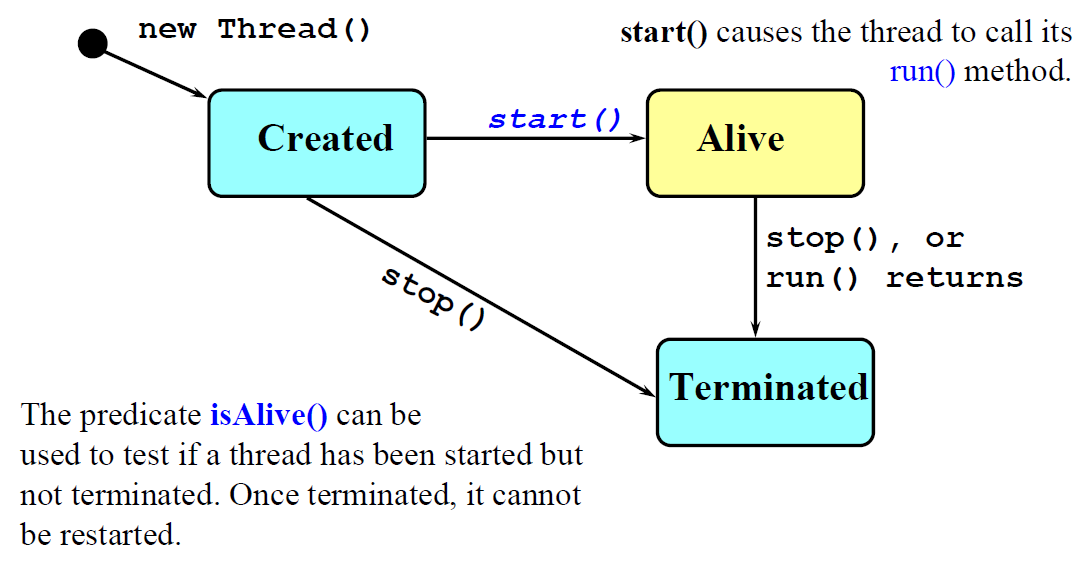 new Thread()
start() causes the thread to call its
run() method.
Created
start()
Alive
stop(), or
run() returns
stop()
Terminated
The predicate isAlive() can be
used to test if a thread has been started but
not terminated. Once terminated, it cannot
be restarted.